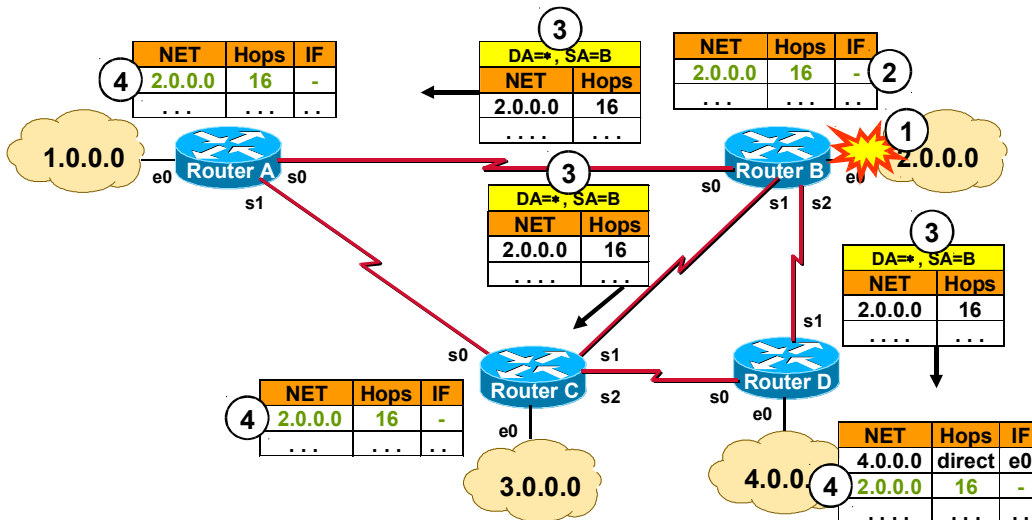 3
DA=*, SA=B
NET Hops
2.0.0.0 16
. . . . . . .
NET Hops IF
4 2.0.0.0 16 -
. . . . . . . .
NET Hops IF
2.0.0.0 16 - 2
. . . . . . . .
1
1.0.0.0
e0
Router A
s0
s1
3
DA=*, SA=B
NET Hops
2.0.0.0 16
. . . . . . .
s0
Router B
s1
s2
e0
2.0.0.0
3
DA=*, SA=B
NET Hops
2.0.0.0 16
. . . . . . .
s0
s1
Router C
s2
e0
3.0.0.0
s1
Router D
s0
e0
4.0.0.
NET Hops IF
4 2.0.0.0 16 -
. . . . . . . .
NET Hops IF
4.0.0.0 direct e0
4 2.0.0.0 16 -
. . . . . . . . .